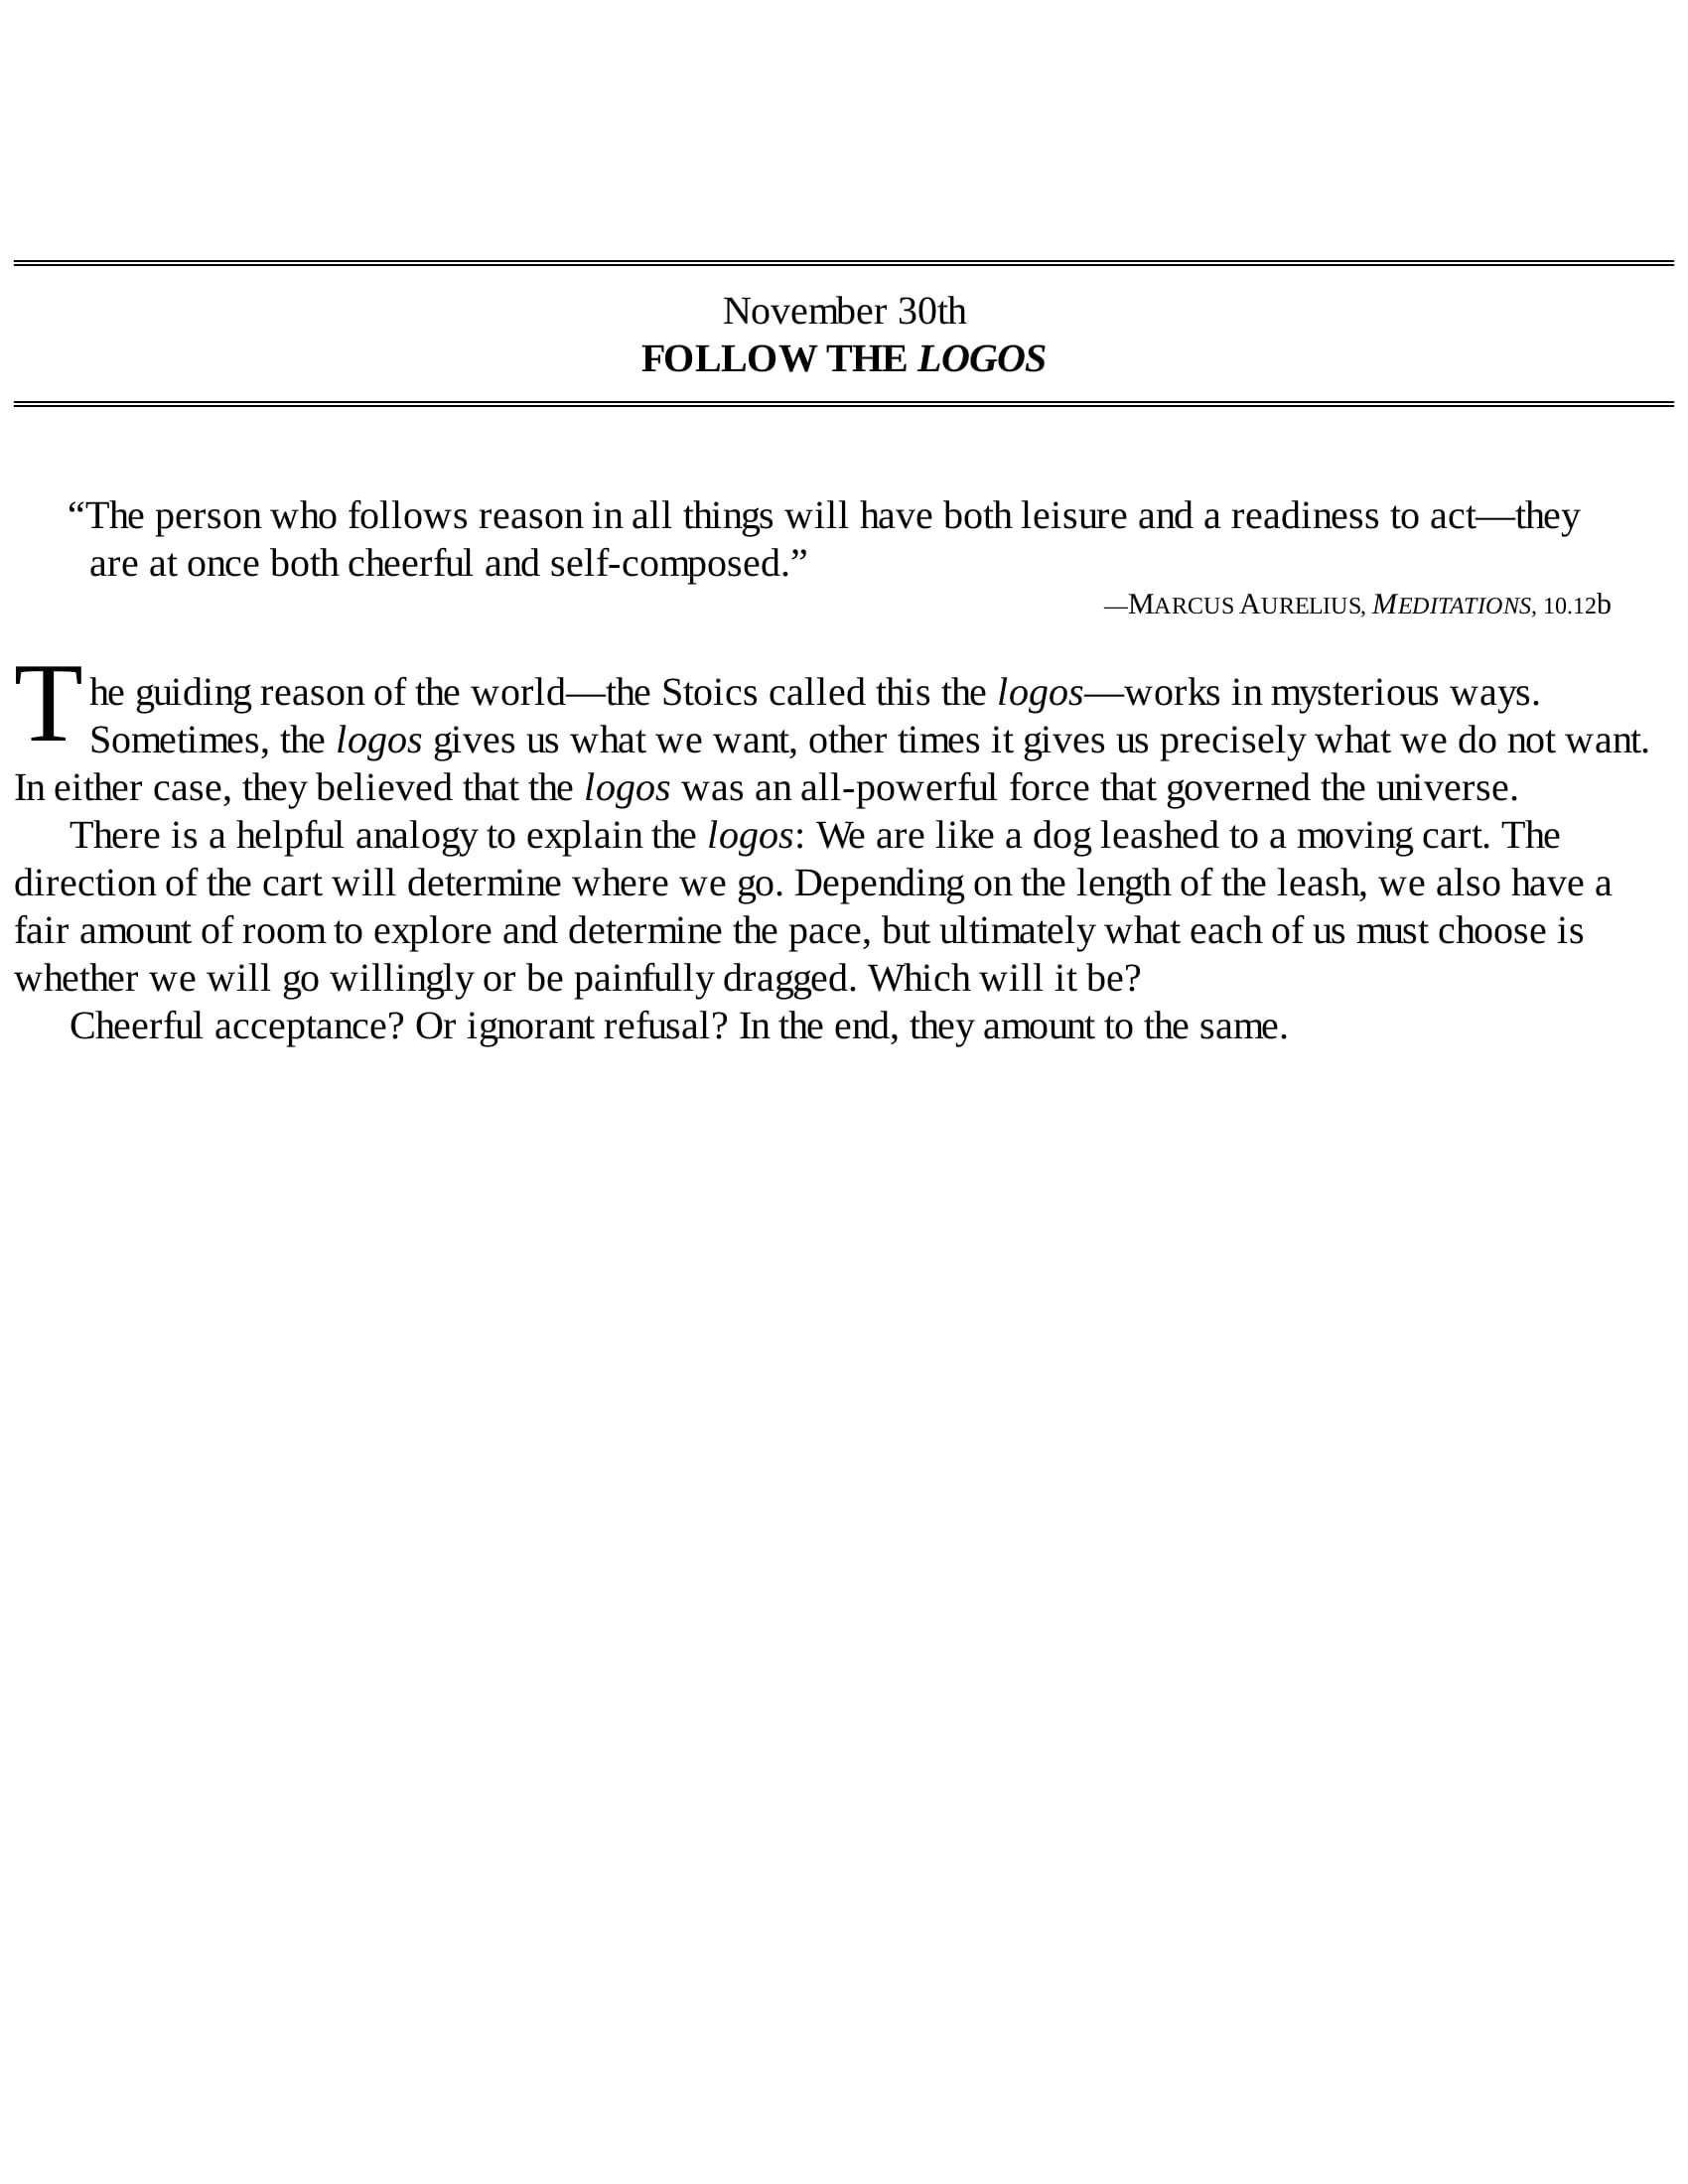 November 30th
FOLLOW THE LOGOS
“The person who follows reason in all things will have both leisure and a readiness to act—they
are at once both cheerful and self-composed.”
—MARCUS AURELIUS, MEDITATIONS, 10.12b
The guiding reason of the world—the Stoics called this the logos—works in mysterious ways.
Sometimes, the logos gives us what we want, other times it gives us precisely what we do not want.
In either case, they believed that the logos was an all-powerful force that governed the universe.
There is a helpful analogy to explain the logos: We are like a dog leashed to a moving cart. The
direction of the cart will determine where we go. Depending on the length of the leash, we also have a
fair amount of room to explore and determine the pace, but ultimately what each of us must choose is
whether we will go willingly or be painfully dragged. Which will it be?
Cheerful acceptance? Or ignorant refusal? In the end, they amount to the same.